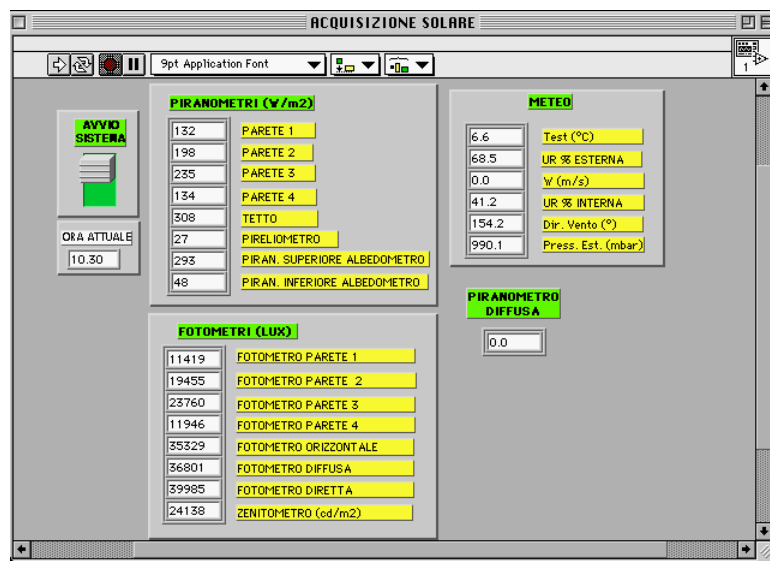 ACQUISIZIONE SOLARE
9pt Application Font
1
AVVIO
SISTEMA
ORA ATTUALE
10.30
PIRANOMETRI (W/m2)
132 PARETE 1
198 PARETE 2
235 PARETE 3
134 PARETE 4
308 TETTO
27 PIRELIOMETRO
293 PIRAN. SUPERIORE ALBEDOMETRO
48 PIRAN. INFERIORE ALBEDOMETRO
METEO
6.6 Test (ºC)
68.5 UR % ESTERNA
0.0 W (m/s)
41.2 UR % INTERNA
154.2 Dir. Vento (º)
990.1 Press. Est. (mbar)
PIRANOMETRO
DIFFUSA
0.0
FOTOMETRI (LUX)
11419 FOTOMETRO PARETE 1
19455 FOTOMETRO PARETE 2
23760 FOTOMETRO PARETE 3
11946 FOTOMETRO PARETE 4
35329 FOTOMETRO ORIZZONTALE
36801 FOTOMETRO DIFFUSA
39985 FOTOMETRO DIRETTA
24138 ZENITOMETRO (cd/m2)